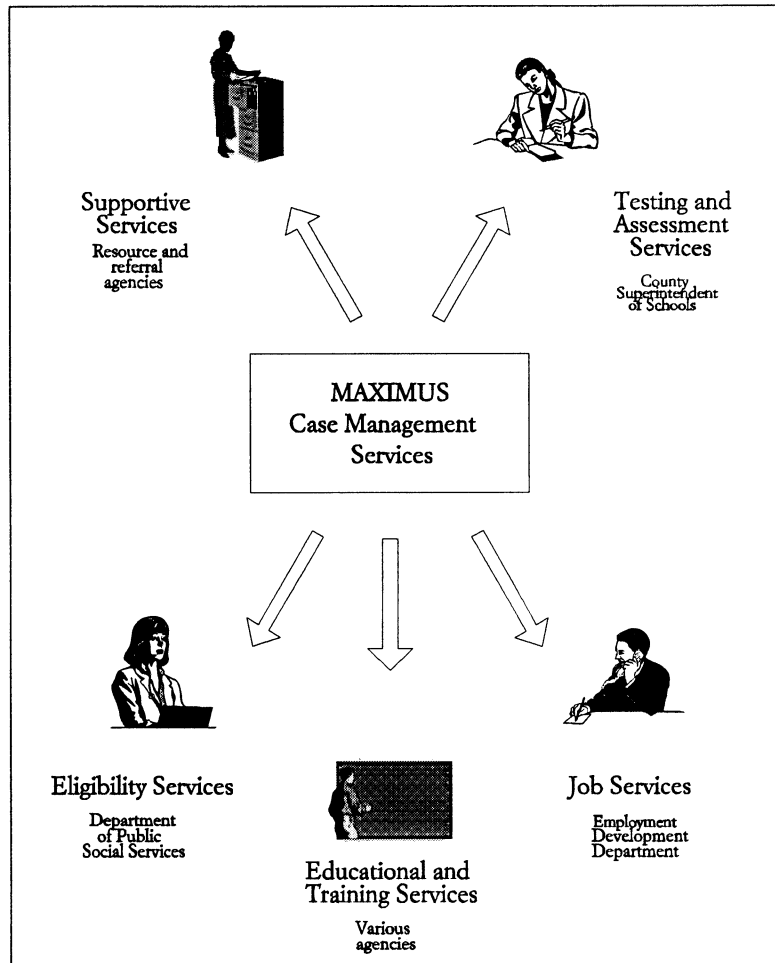 Supportive
Services
Resource and
referral
agencies
Testing and
Assessment
Services
County
Superintendent
of Schools
MAXIMUS
Case Management
Services
Eligibility Services
Department
of Public
Social Services
Educational and
Training Services
Various
agencies
Job Services
Employment
Development
Department